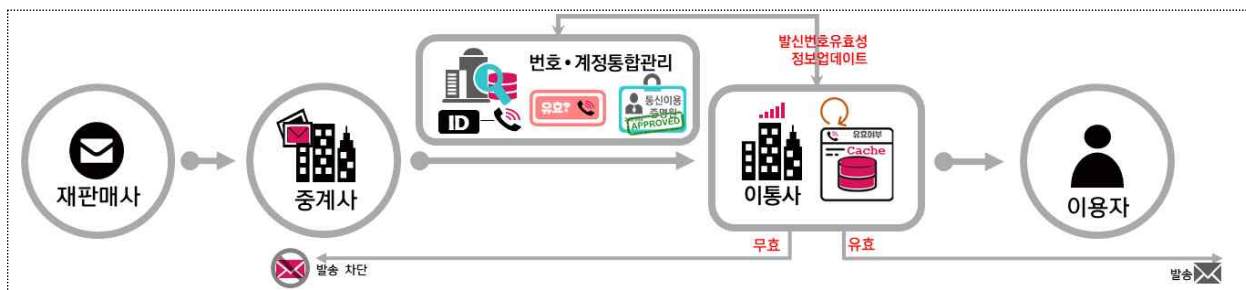 발신번호유효성
정보업데이트
번호•계정통합관리
ID
유효?
통신이용
증명원
APPROVED
유효여부
Cache
재판매사
중계사
이통사
이용자
무효
유효
발송 차단
발송